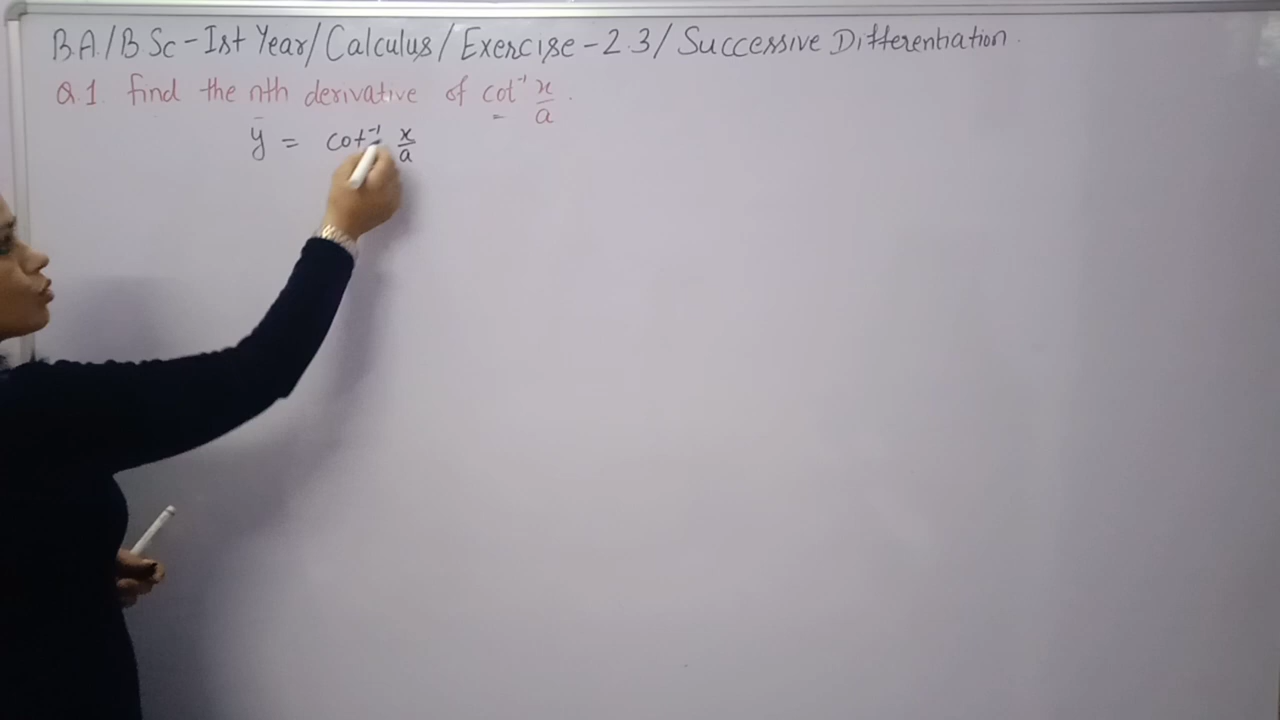 B.A./B Sc - Ist Year/Calculus/Exercise - 2.3/Successive Differentiation.
Q.1. find the nth derivative of cot⁻¹ x/a.
y = cot⁻¹ x/a